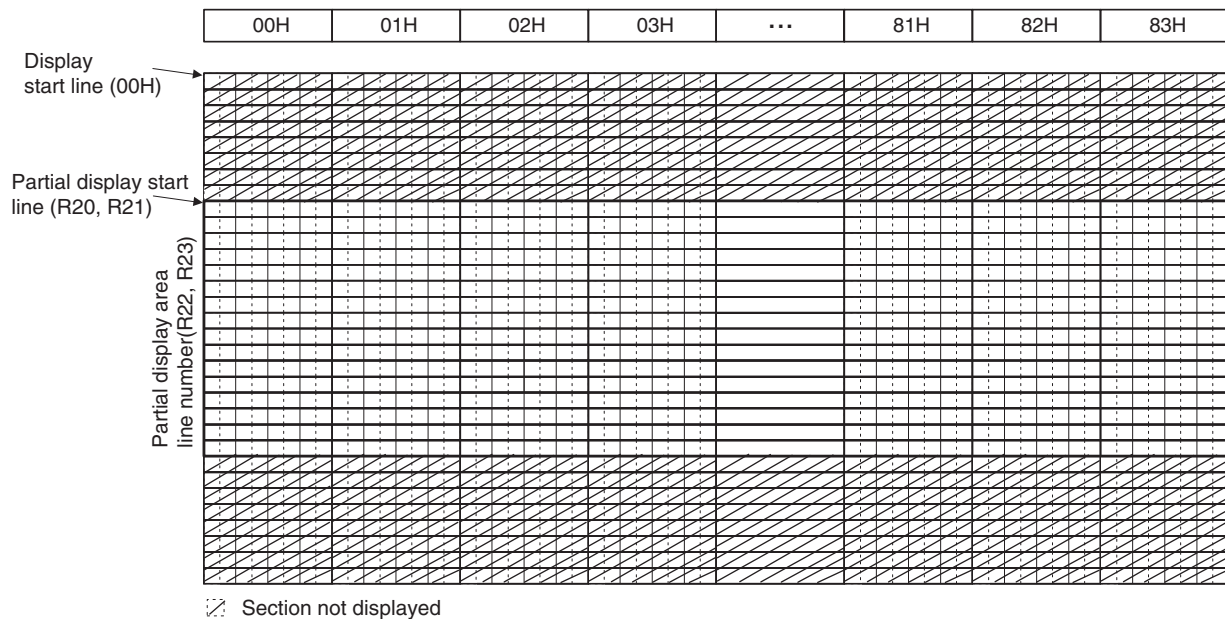 00H 01H 02H 03H ... 81H 82H 83H
Display
start line (00H)
Partial display start
line (R20, R21)
Partial display area
line number(R22, R23)
Section not displayed